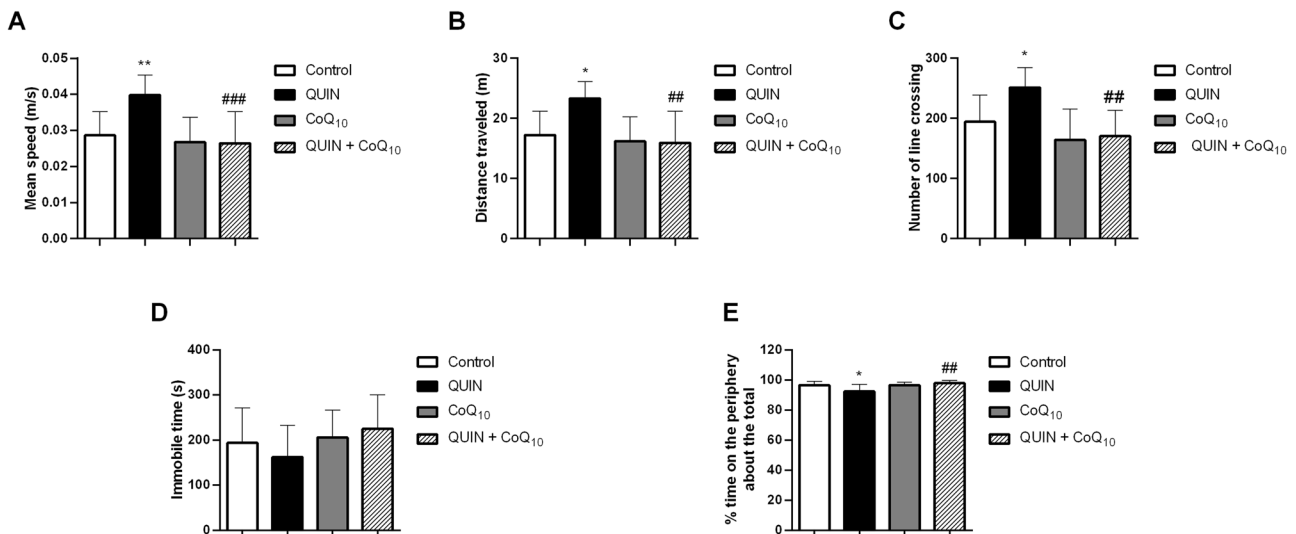 A
Mean speed (m/s)
0.05
0.04
0.03
0.02
0.01
0.00
**
###
Control
QUIN
CoQ₁₀
QUIN + CoQ₁₀
B
Distance traveled (m)
30
20
10
0
*
##
Control
QUIN
CoQ₁₀
QUIN + CoQ₁₀
C
Number of line crossing
300
200
100
0
*
##
Control
QUIN
CoQ₁₀
QUIN + CoQ₁₀
D
Immobile time (s)
400
300
200
100
0
Control
QUIN
CoQ₁₀
QUIN + CoQ₁₀
E
% time on the periphery
about the total
120
100
80
60
40
20
0
*
##
Control
QUIN
CoQ₁₀
QUIN + CoQ₁₀